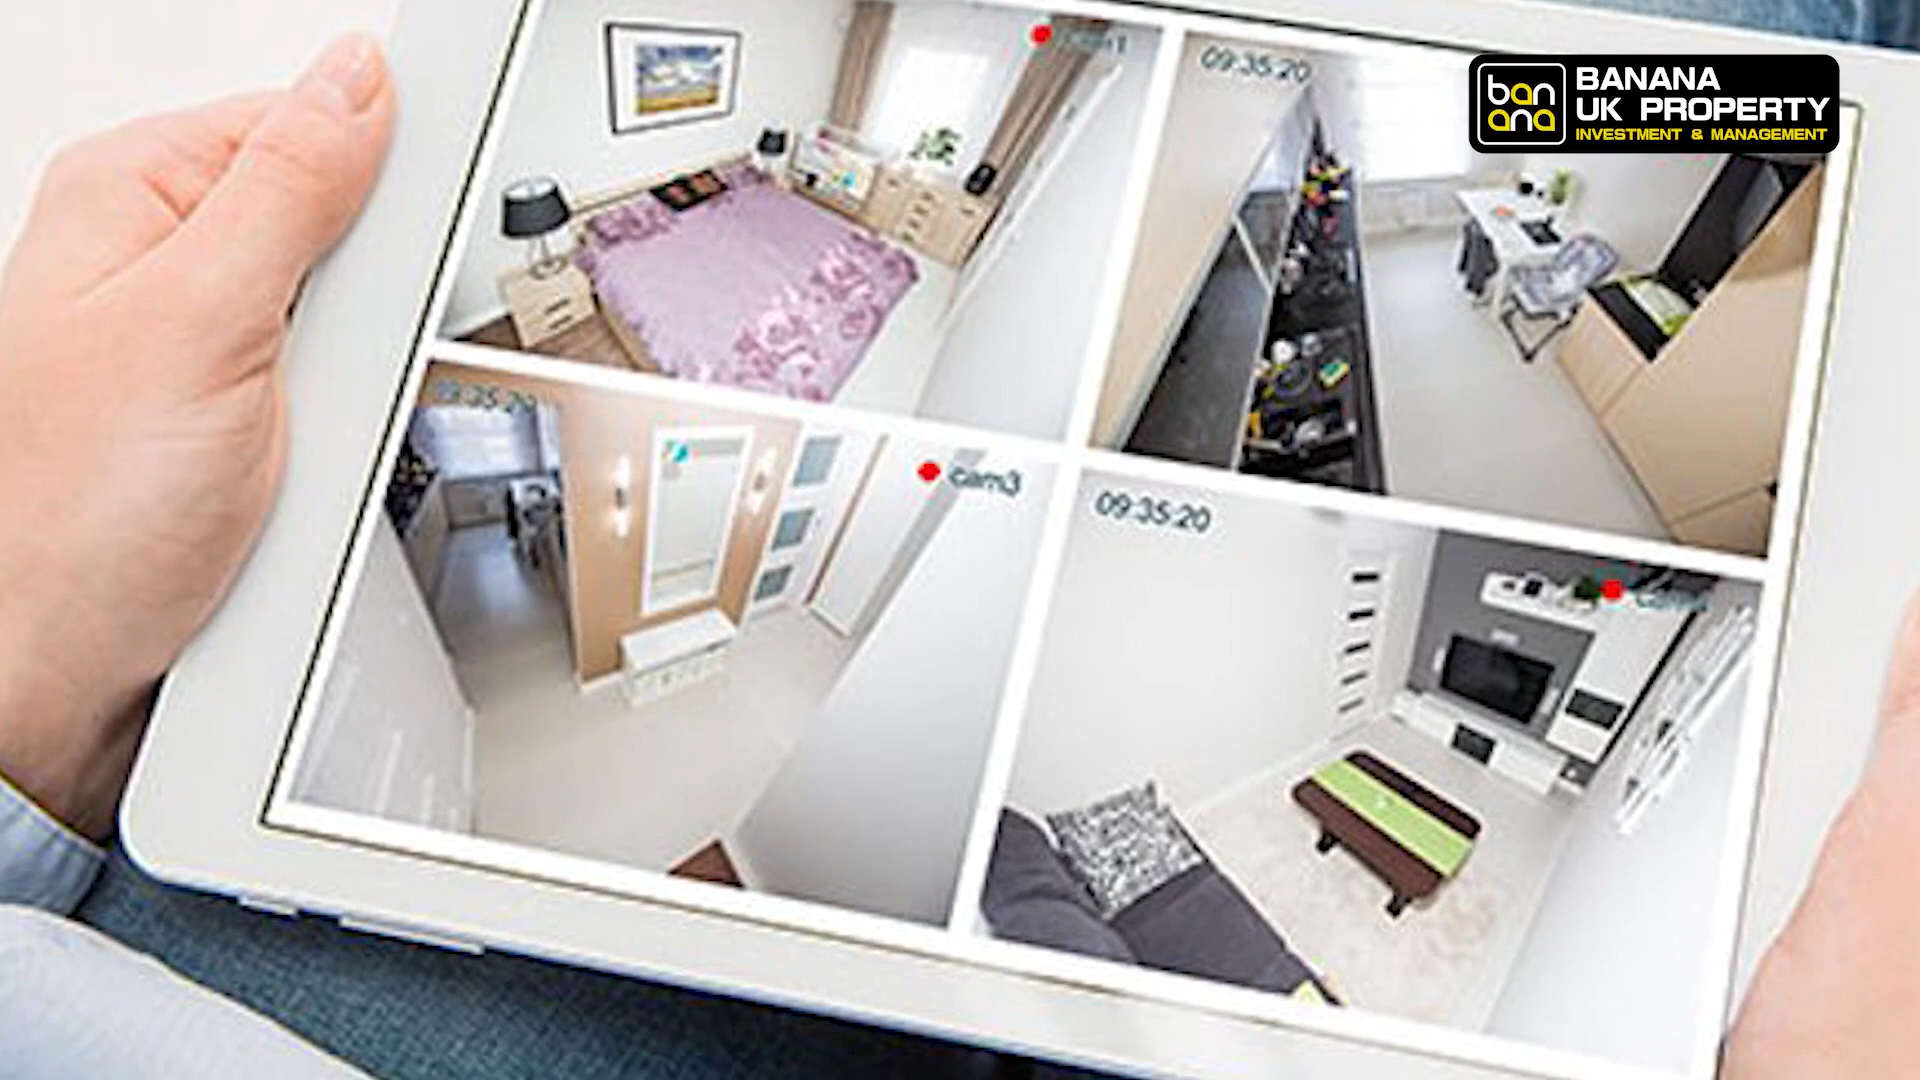 09:35:20
ban
ana
BANANA
UK PROPERTY
INVESTMENT & MANAGEMENT
09:35:20
cam3
09:35:20